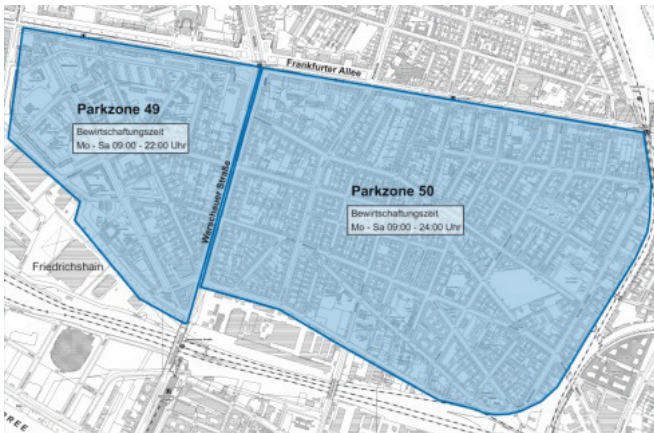 Frankfurter Allee
Parkzone 49
Bewirtschaftungszeit
Mo - Sa 09:00 - 22:00 Uhr
Warschauer Straße
Parkzone 50
Bewirtschaftungszeit
Mo - Sa 09:00 - 24:00 Uhr
Friedrichshain
PREE